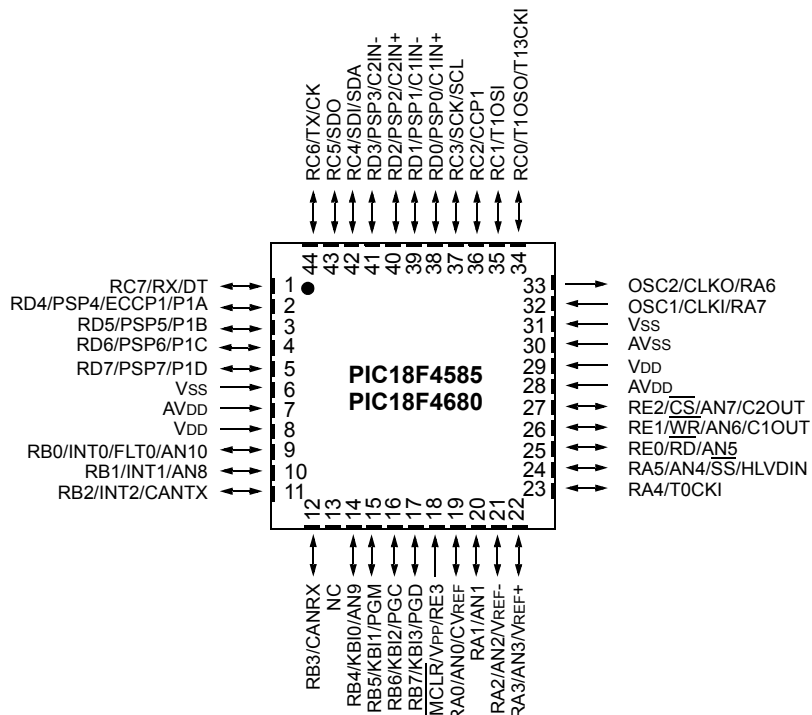 RC6/TX/CK
RC5/SDO
RC4/SDI/SDA
RD3/PSP3/C2IN-
RD2/PSP2/C2IN+
RD1/PSP1/C1IN-
RD0/PSP0/C1IN+
RC3/SCK/SCL
RC2/CCP1
RC1/T1OSI
RC0/T1OSO/T13CKI
44
43
42
41
40
39
38
37
36
35
34
RC7/RX/DT 1
RD4/PSP4/ECCP1/P1A 2
RD5/PSP5/P1B 3
RD6/PSP6/P1C 4
RD7/PSP7/P1D 5
VSS 6
AVDD 7
VDD 8
RB0/INT0/FLT0/AN10 9
RB1/INT1/AN8 10
RB2/INT2/CANTX 11
PIC18F4585
PIC18F4680
33 OSC2/CLKO/RA6
32 OSC1/CLKI/RA7
31 VSS
30 AVSS
29 VDD
28 AVDD
27 RE2/CS/AN7/C2OUT
26 RE1/WR/AN6/C1OUT
25 RE0/RD/AN5
24 RA5/AN4/SS/HLVDIN
23 RA4/T0CKI
12
13
14
15
16
17
18
19
20
21
22
RB3/CANRX
NC
RB4/KBI0/AN9
RB5/KBI1/PGM
RB6/KBI2/PGC
RB7/KBI3/PGD
MCLR/VPP/RE3
RA0/AN0/CVREF
RA1/AN1
RA2/AN2/VREF-
RA3/AN3/VREF+